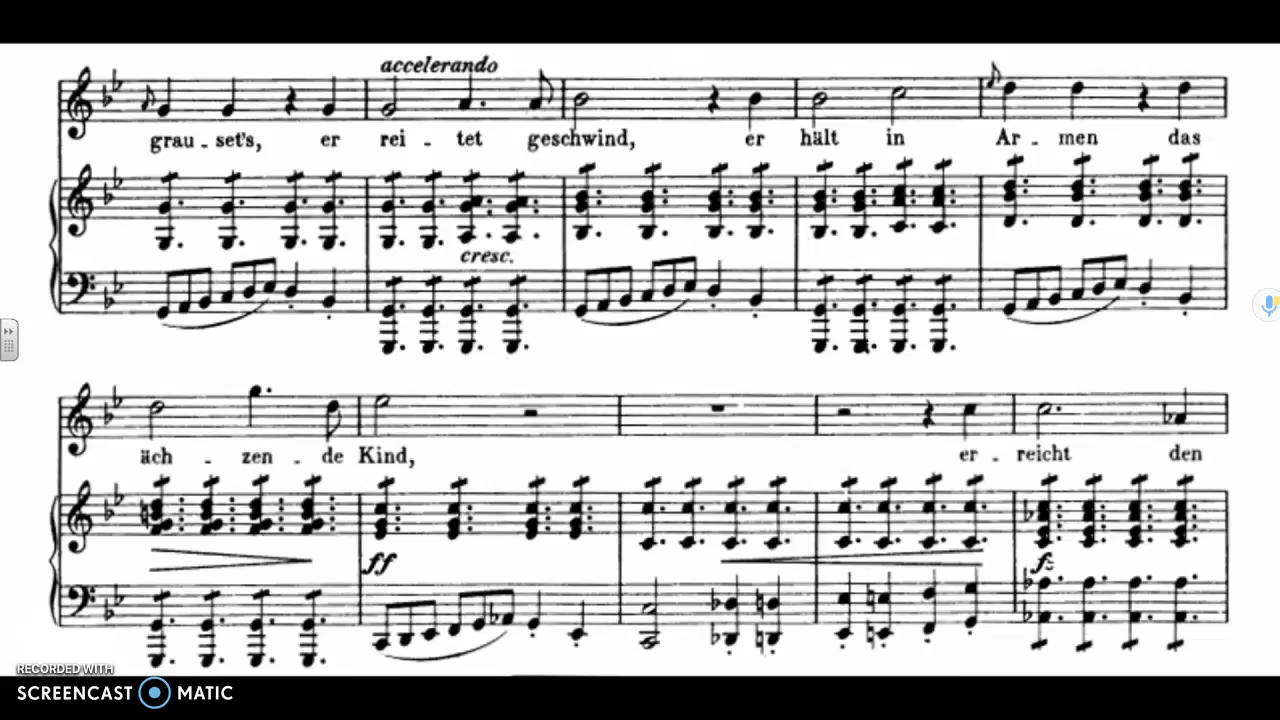 accelerando
grau - set's, er rei - tet geschwind, er hält in Ar - men das
cresc.
äch - zen - de Kind, er - reicht den
ff f
RECORDED WITH
SCREENCAST MATIC